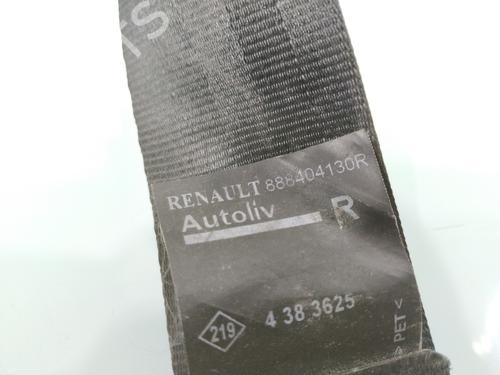 RENAULT 888404130R
Autoliv R
219 4 38 3625
>PET<